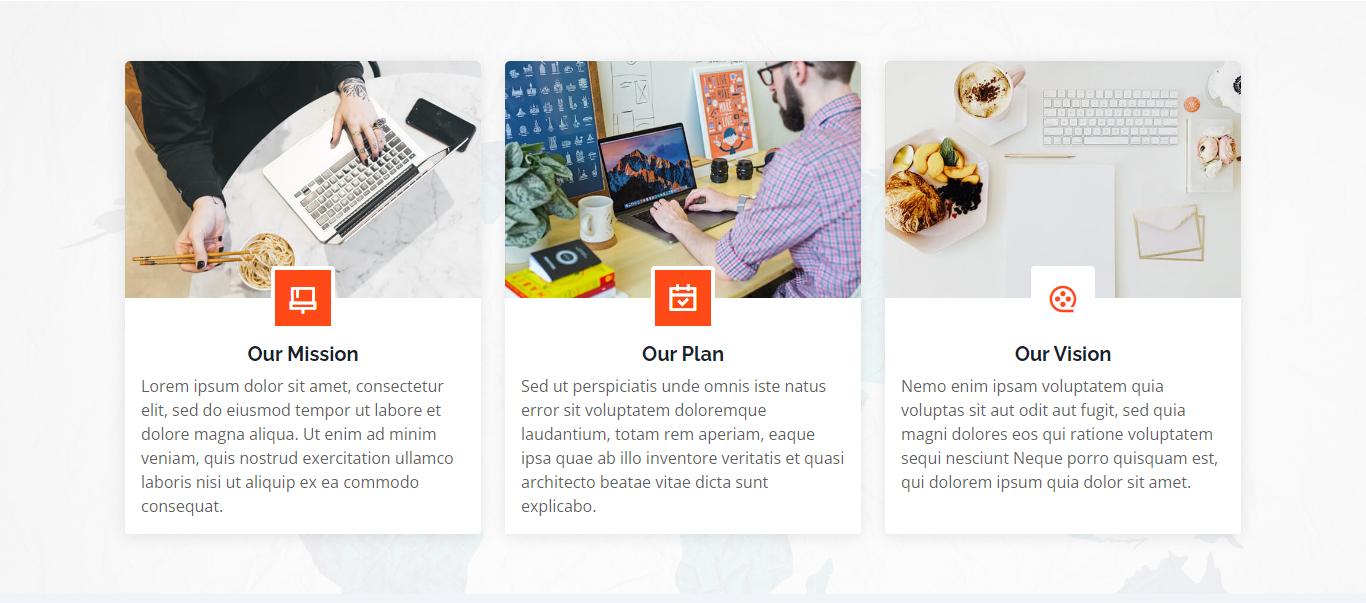 Our Mission
Lorem ipsum dolor sit amet, consectetur
elit, sed do eiusmod tempor ut labore et
dolore magna aliqua. Ut enim ad minim
veniam, quis nostrud exercitation ullamco
laboris nisi ut aliquip ex ea commodo
consequat.
Our Plan
Sed ut perspiciatis unde omnis iste natus
error sit voluptatem doloremque
laudantium, totam rem aperiam, eaque
ipsa quae ab illo inventore veritatis et quasi
architecto beatae vitae dicta sunt
explicabo.
Our Vision
Nemo enim ipsam voluptatem quia
voluptas sit aut odit aut fugit, sed quia
magni dolores eos qui ratione voluptatem
sequi nesciunt Neque porro quisquam est,
qui dolorem ipsum quia dolor sit amet.